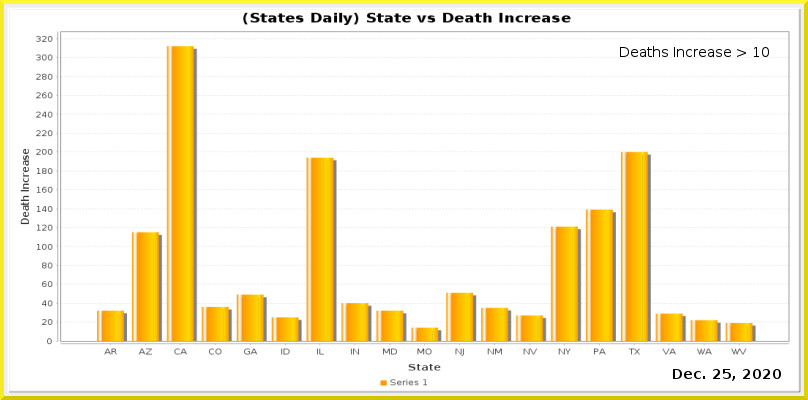 (States Daily) State vs Death Increase
Deaths Increase > 10
Death Increase
320
300
280
260
240
220
200
180
160
140
120
100
80
60
40
20
0
AR AZ CA CO GA ID IL IN MD MO NJ NM NV NY PA TX VA WA WV
State
Series 1
Dec. 25, 2020